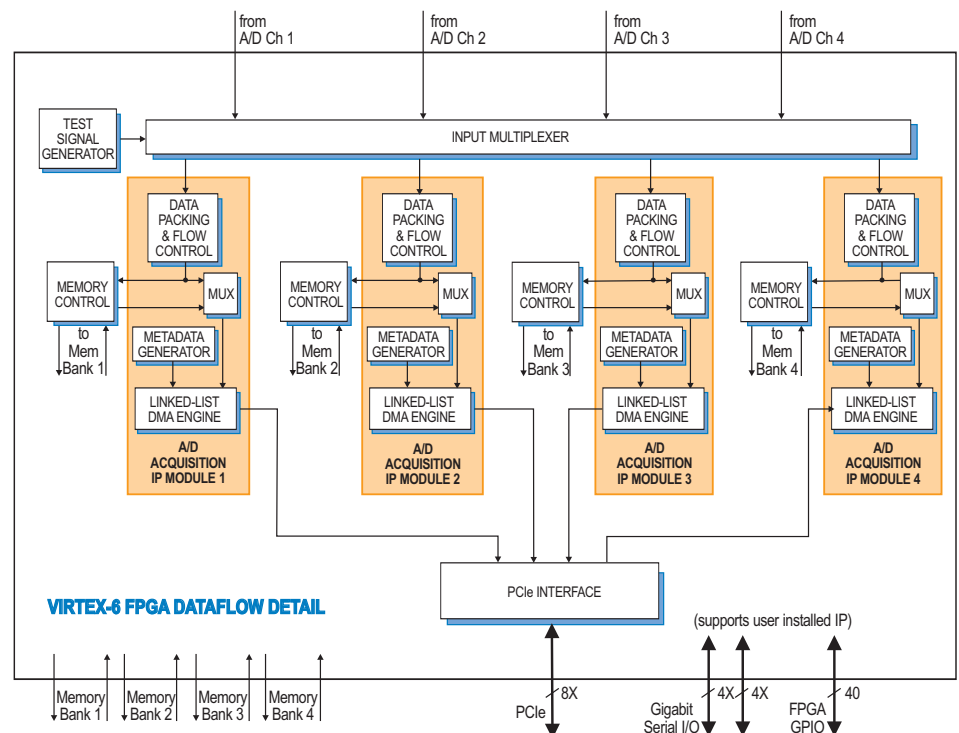 from
A/D Ch 1
from
A/D Ch 2
from
A/D Ch 3
from
A/D Ch 4
TEST
SIGNAL
GENERATOR
INPUT MULTIPLEXER
DATA
PACKING
& FLOW
CONTROL
MEMORY
CONTROL
MUX
to
Mem
Bank 1
METADATA
GENERATOR
LINKED-LIST
DMA ENGINE
A/D
ACQUISITION
IP MODULE 1
DATA
PACKING
& FLOW
CONTROL
MEMORY
CONTROL
MUX
to
Mem
Bank 2
METADATA
GENERATOR
LINKED-LIST
DMA ENGINE
A/D
ACQUISITION
IP MODULE 2
DATA
PACKING
& FLOW
CONTROL
MEMORY
CONTROL
MUX
to
Mem
Bank 3
METADATA
GENERATOR
LINKED-LIST
DMA ENGINE
A/D
ACQUISITION
IP MODULE 3
DATA
PACKING
& FLOW
CONTROL
MEMORY
CONTROL
MUX
to
Mem
Bank 4
METADATA
GENERATOR
LINKED-LIST
DMA ENGINE
A/D
ACQUISITION
IP MODULE 4
PCIe INTERFACE
VIRTEX-6 FPGA DATAFLOW DETAIL
(supports user installed IP)
Memory
Bank 1
Memory
Bank 2
Memory
Bank 3
Memory
Bank 4
8X
PCIe
4X
4X
Gigabit
Serial I/O
40
FPGA
GPIO